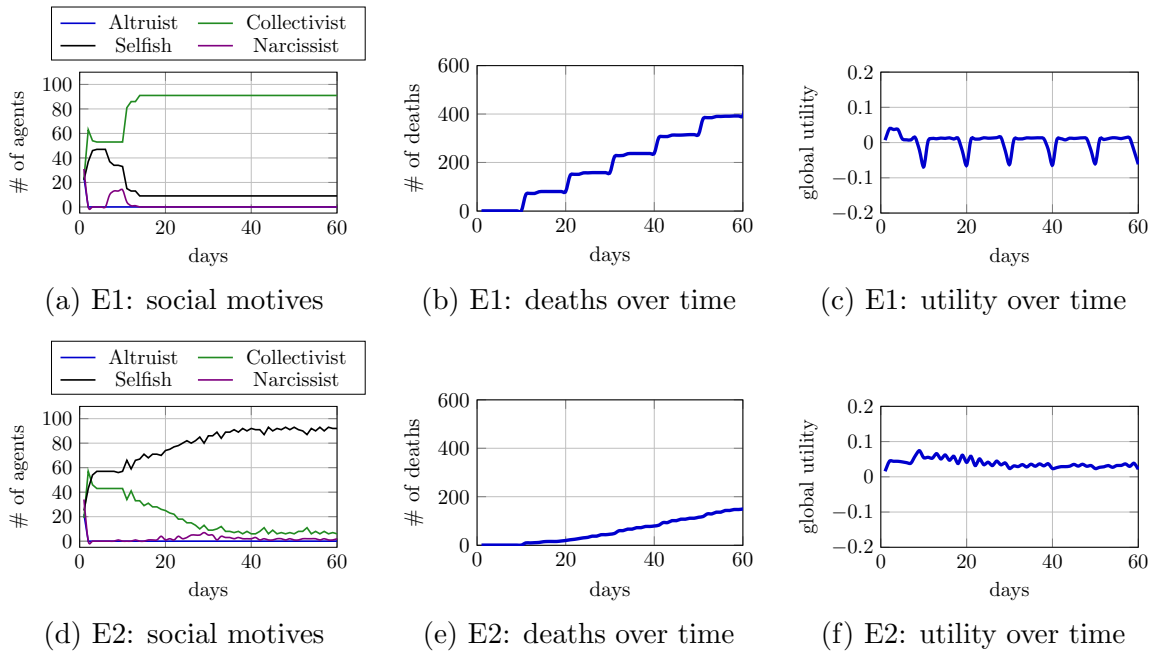 Altruist Collectivist
Selfish Narcissist
100
80
60
40
20
0
0 20 40 60
# of agents
days
(a) E1: social motives
600
400
200
0
0 20 40 60
# of deaths
days
(b) E1: deaths over time
0.2
0.1
0
−0.1
−0.2
0 20 40 60
global utility
days
(c) E1: utility over time
Altruist Collectivist
Selfish Narcissist
100
80
60
40
20
0
0 20 40 60
# of agents
days
(d) E2: social motives
600
400
200
0
0 20 40 60
# of deaths
days
(e) E2: deaths over time
0.2
0.1
0
−0.1
−0.2
0 20 40 60
global utility
days
(f) E2: utility over time